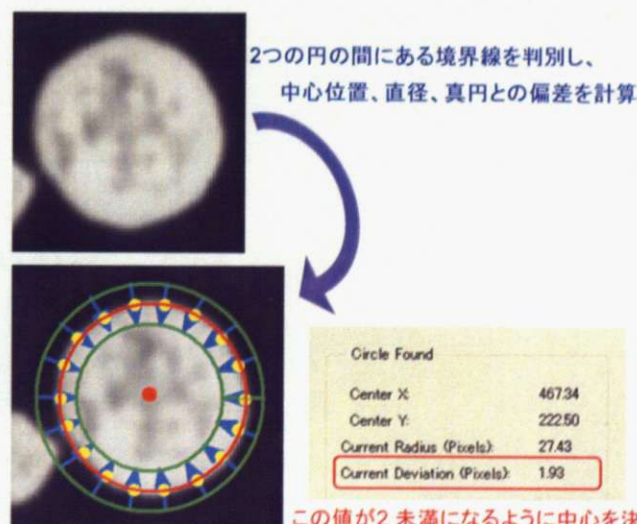 2つの円の間にある境界線を判別し、
中心位置、直径、真円との偏差を計算
Circle Found
Center X: 467.34
Center Y: 222.50
Current Radius (Pixels): 27.43
Current Deviation (Pixels): 1.93
この値が2 未満になるように中心を決